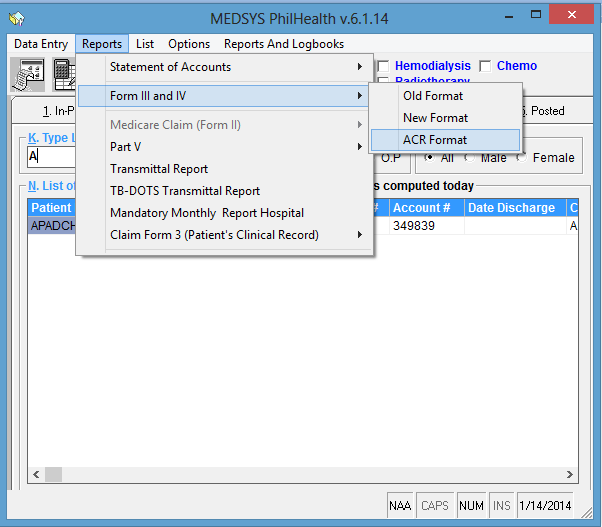 MEDSYS PhilHealth v.6.1.14
Data Entry Reports List Options Reports And Logbooks
Statement of Accounts
Form III and IV
Medicare Claim (Form II)
Part V
Transmittal Report
TB-DOTS Transmittal Report
Mandatory Monthly Report Hospital
Claim Form 3 (Patient's Clinical Record)
Old Format
New Format
ACR Format
Hemodialysis Chemo
Radiotherapy
1. In-P Posted
K. Type L
A
O.P All Male Female
N. List of s computed today
Patient # Account # Date Discharge C
APADCH 349839 A
NAA CAPS NUM INS 1/14/2014